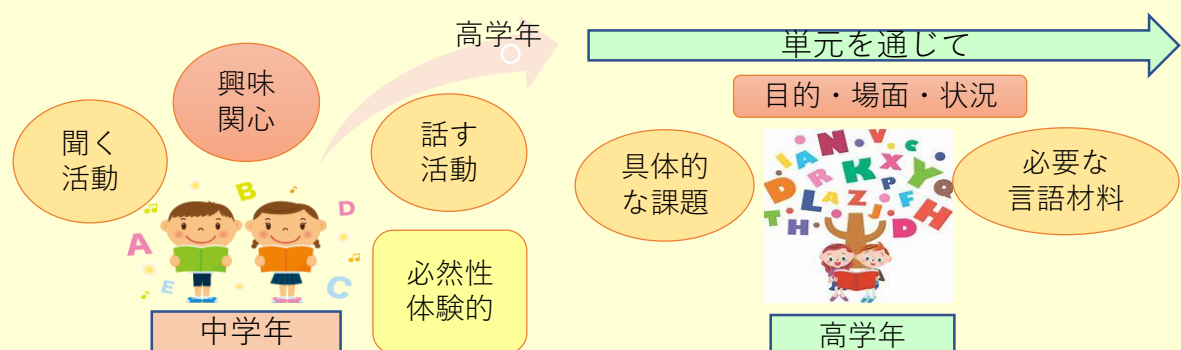 高学年
単元を通じて
興味
関心
目的・場面・状況
聞く
活動
話す
活動
具体的
な課題
必要な
言語材料
A
B
C
D
E
I
A
N
V
C
D
R
K
X
Y
Q
P
L
A
Z
J
F
H
T
H
D
必然性
体験的
中学年
高学年